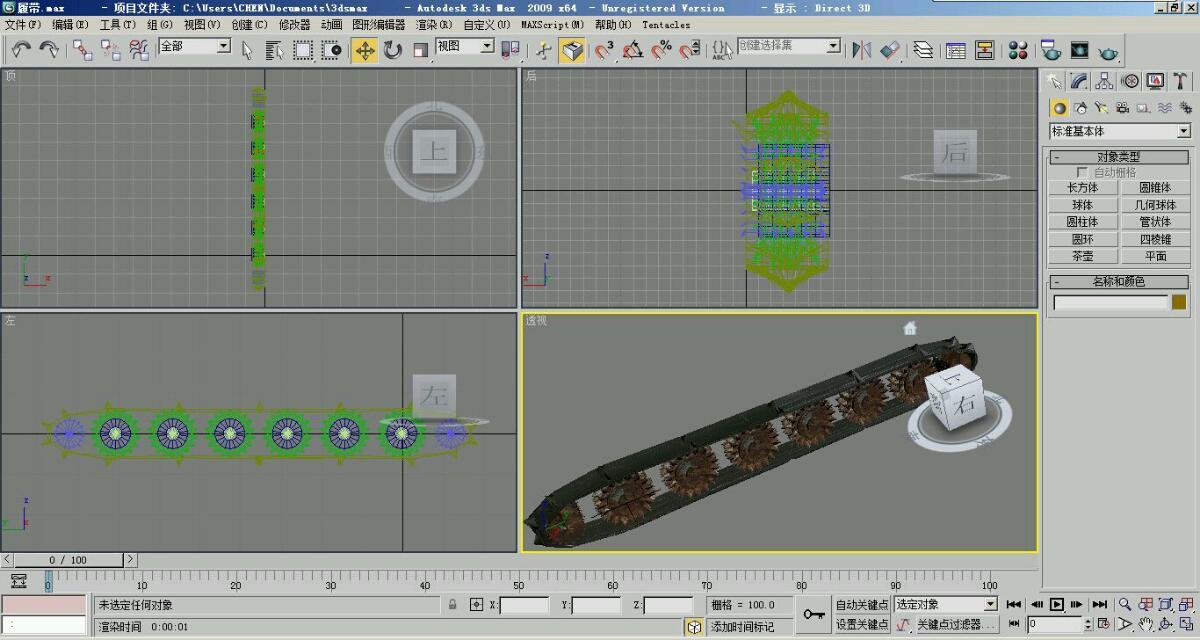 履带.max - 项目文件夹: C:\Users\CHEN\Documents\3dsmax - Autodesk 3ds Max 2009 x64 - Unregistered Version - 显示 : Direct 3D
文件(F) 编辑(E) 工具(T) 组(G) 视图(V) 创建(C) 修改器 动画 图形编辑器 渲染(R) 自定义(U) MAXScript(M) 帮助(H) Tentacles
全部 视图 3 % ABC 创建选择集
顶
上
后
后
左
左
透视
上
右
标准基本体
- 对象类型
自动栅格
长方体 圆锥体
球体 几何球体
圆柱体 管状体
圆环 四棱锥
茶壶 平面
- 名称和颜色
0 / 100
0 10 20 30 40 50 60 70 80 90 100
未选定任何对象 X: Y: Z: 栅格 = 100.0 自动关键点 选定对象
渲染时间 0:00:01 添加时间标记 设置关键点 关键点过滤器... 0